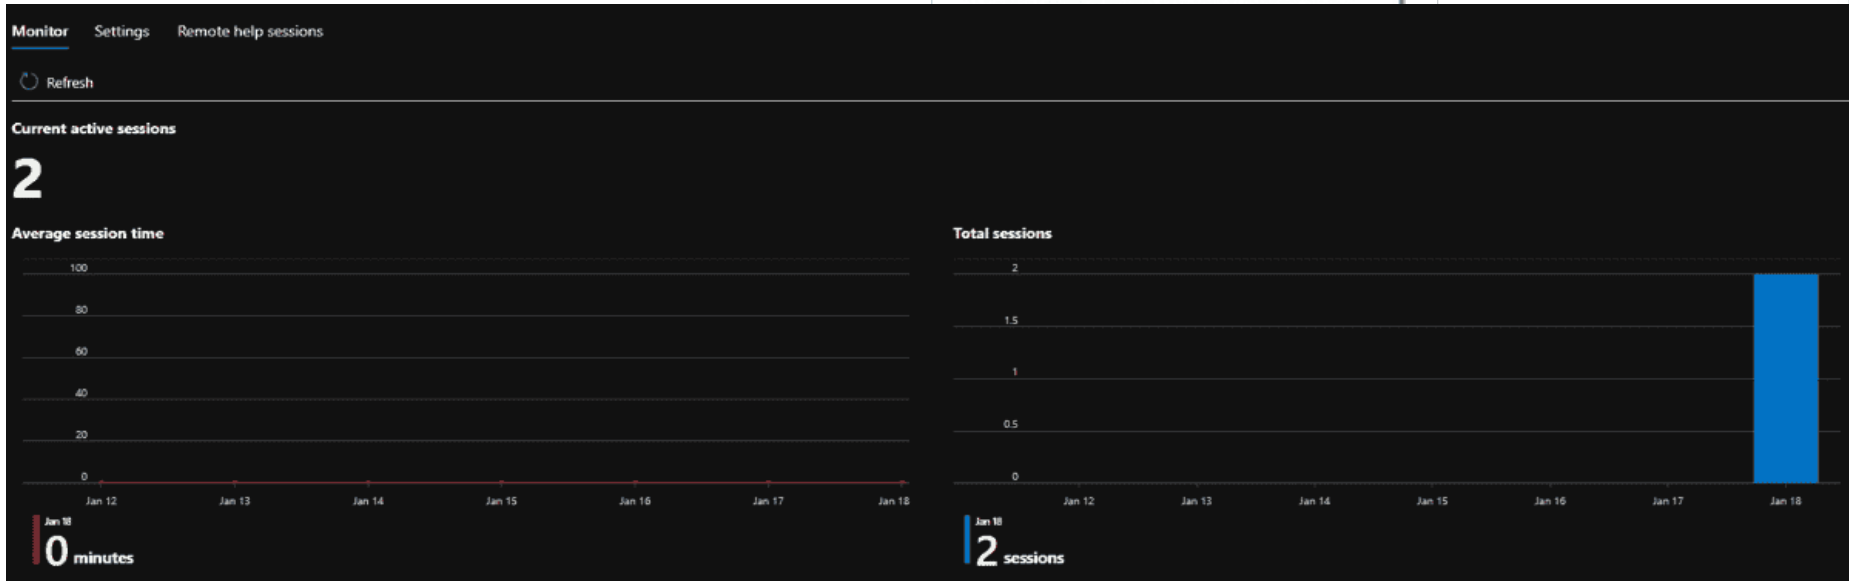 Monitor Settings Remote help sessions
Refresh
Current active sessions
2
Average session time
100
80
60
40
20
0
Jan 12 Jan 13 Jan 14 Jan 15 Jan 16 Jan 17 Jan 18
Jan 18
0 minutes
Total sessions
2
1.5
1
0.5
0
Jan 12 Jan 13 Jan 14 Jan 15 Jan 16 Jan 17 Jan 18
Jan 18
2 sessions